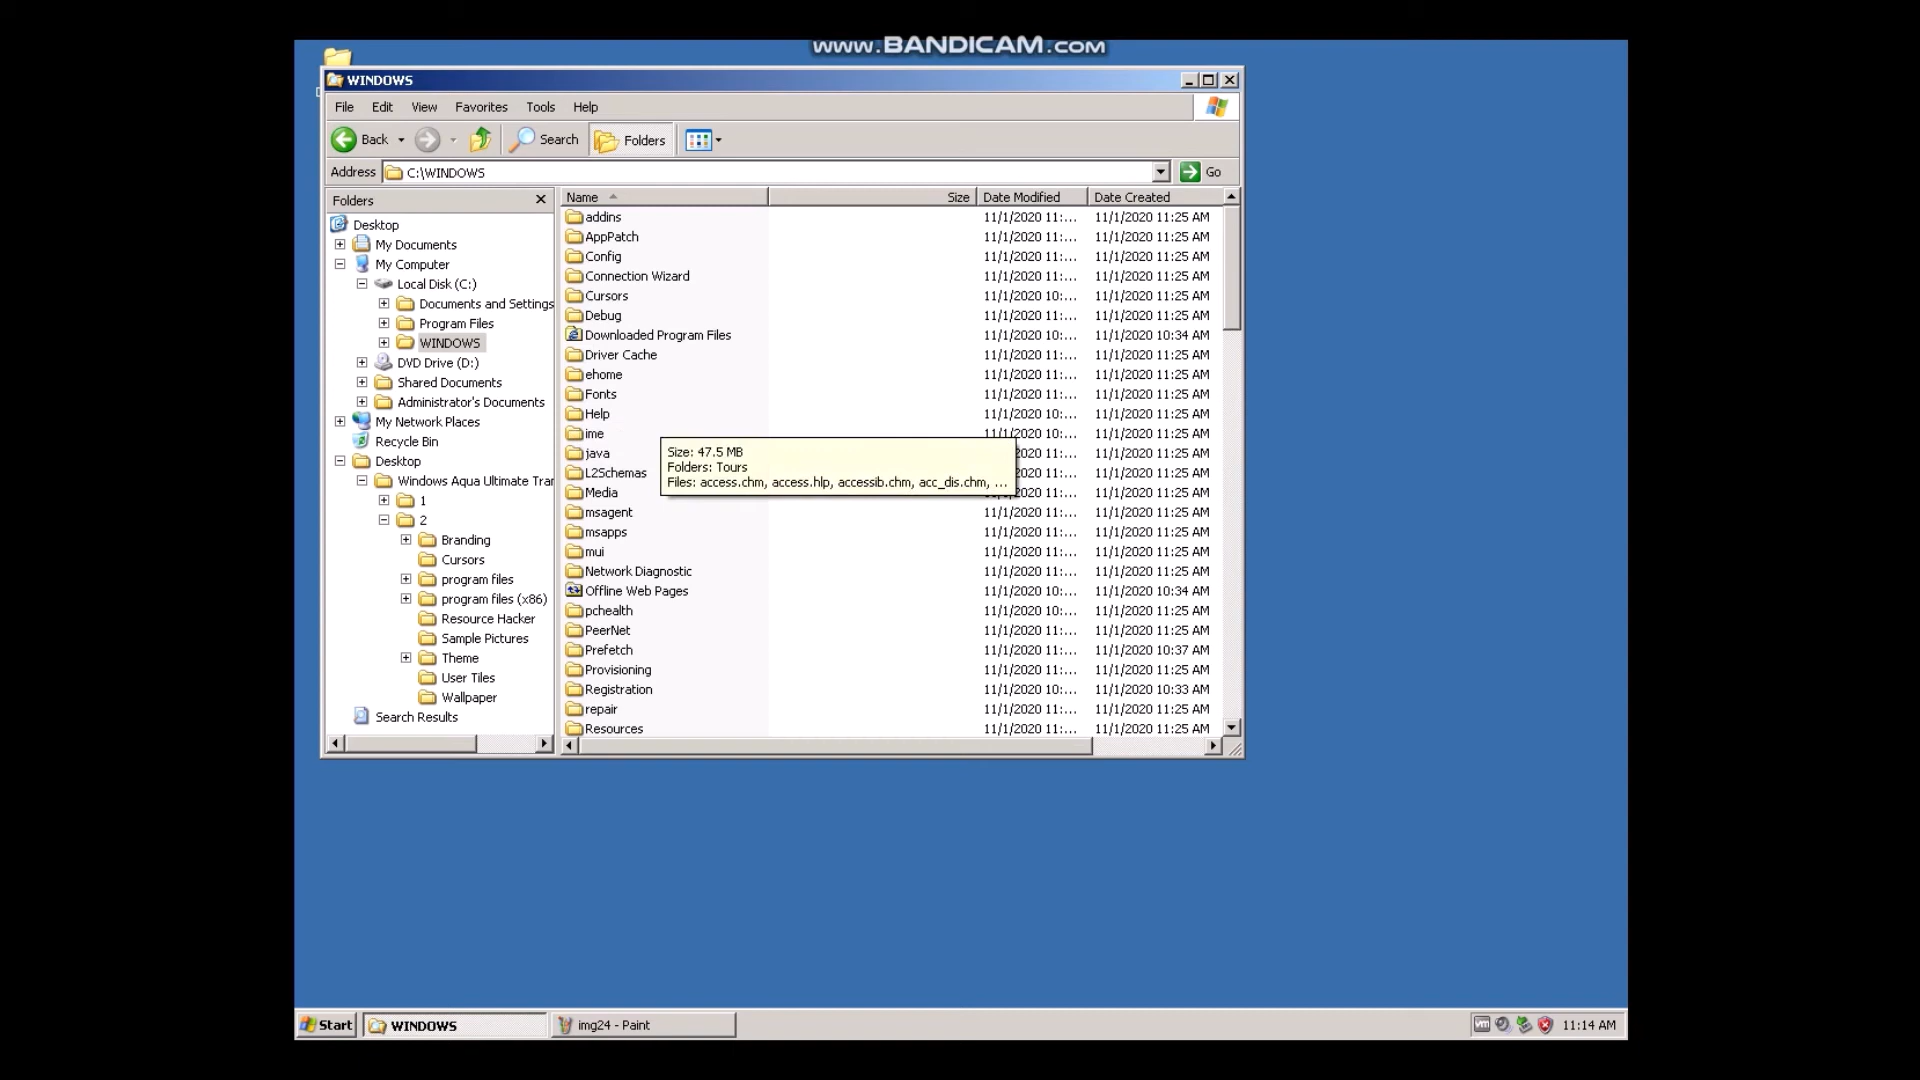 www.BANDICAM.com
WINDOWS
File Edit View Favorites Tools Help
Back Search Folders
Address C:\WINDOWS Go
Folders
Desktop
My Documents
My Computer
Local Disk (C:)
Documents and Settings
Program Files
WINDOWS
DVD Drive (D:)
Shared Documents
Administrator's Documents
My Network Places
Recycle Bin
Desktop
Windows Aqua Ultimate Tran
1
2
Branding
Cursors
program files
program files (x86)
Resource Hacker
Sample Pictures
Theme
User Tiles
Wallpaper
Search Results
Name Size Date Modified Date Created
addins 11/1/2020 11:... 11/1/2020 11:25 AM
AppPatch 11/1/2020 11:... 11/1/2020 11:25 AM
Config 11/1/2020 11:... 11/1/2020 11:25 AM
Connection Wizard 11/1/2020 11:... 11/1/2020 11:25 AM
Cursors 11/1/2020 10:... 11/1/2020 11:25 AM
Debug 11/1/2020 11:... 11/1/2020 11:25 AM
Downloaded Program Files 11/1/2020 10:... 11/1/2020 10:34 AM
Driver Cache 11/1/2020 11:... 11/1/2020 11:25 AM
ehome 11/1/2020 11:... 11/1/2020 11:25 AM
Fonts 11/1/2020 11:... 11/1/2020 11:25 AM
Help 11/1/2020 10:... 11/1/2020 11:25 AM
ime 11/1/2020 10:... 11/1/2020 11:25 AM
java 2020 11:... 11/1/2020 11:25 AM
L2Schemas 2020 11:... 11/1/2020 11:25 AM
Media 11/1/2020 11:... 11/1/2020 11:25 AM
Size: 47.5 MB
Folders: Tours
Files: access.chm, access.hlp, accessib.chm, acc_dis.chm, ...
msagent 11/1/2020 11:... 11/1/2020 11:25 AM
msapps 11/1/2020 11:... 11/1/2020 11:25 AM
mui 11/1/2020 11:... 11/1/2020 11:25 AM
Network Diagnostic 11/1/2020 11:... 11/1/2020 11:25 AM
Offline Web Pages 11/1/2020 10:... 11/1/2020 10:34 AM
pchealth 11/1/2020 10:... 11/1/2020 11:25 AM
PeerNet 11/1/2020 11:... 11/1/2020 11:25 AM
Prefetch 11/1/2020 11:... 11/1/2020 10:37 AM
Provisioning 11/1/2020 11:... 11/1/2020 11:25 AM
Registration 11/1/2020 10:... 11/1/2020 10:33 AM
repair 11/1/2020 11:... 11/1/2020 11:25 AM
Resources 11/1/2020 11:... 11/1/2020 11:25 AM
Start WINDOWS img24 - Paint vm 11:14 AM